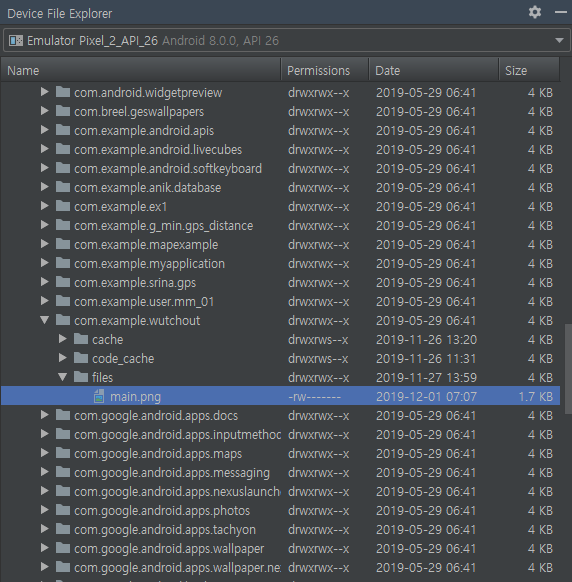 Device File Explorer
Emulator Pixel_2_API_26 Android 8.0.0, API 26
Name Permissions Date Size
com.android.widgetpreview drwxrwx--x 2019-05-29 06:41 4 KB
com.breel.geswallpapers drwxrwx--x 2019-05-29 06:41 4 KB
com.example.android.apis drwxrwx--x 2019-05-29 06:41 4 KB
com.example.android.livecubes drwxrwx--x 2019-05-29 06:41 4 KB
com.example.android.softkeyboard drwxrwx--x 2019-05-29 06:41 4 KB
com.example.anik.database drwxrwx--x 2019-05-29 06:41 4 KB
com.example.ex1 drwxrwx--x 2019-05-29 06:41 4 KB
com.example.g_min.gps_distance drwxrwx--x 2019-05-29 06:41 4 KB
com.example.mapexample drwxrwx--x 2019-05-29 06:41 4 KB
com.example.myapplication drwxrwx--x 2019-05-29 06:41 4 KB
com.example.srina.gps drwxrwx--x 2019-05-29 06:41 4 KB
com.example.user.mm_01 drwxrwx--x 2019-05-29 06:41 4 KB
com.example.wutchout drwxrwx--x 2019-05-29 06:41 4 KB
cache drwxrws--x 2019-11-26 13:20 4 KB
code_cache drwxrws--x 2019-11-26 11:31 4 KB
files drwxrwx--x 2019-11-27 13:59 4 KB
main.png -rw------- 2019-12-01 07:07 1.7 KB
com.google.android.apps.docs drwxrwx--x 2019-05-29 06:41 4 KB
com.google.android.apps.inputmethoc drwxrwx--x 2019-05-29 06:41 4 KB
com.google.android.apps.maps drwxrwx--x 2019-05-29 06:41 4 KB
com.google.android.apps.messaging drwxrwx--x 2019-05-29 06:41 4 KB
com.google.android.apps.nexuslaunch drwxrwx--x 2019-05-29 06:41 4 KB
com.google.android.apps.photos drwxrwx--x 2019-05-29 06:41 4 KB
com.google.android.apps.tachyon drwxrwx--x 2019-05-29 06:41 4 KB
com.google.android.apps.wallpaper drwxrwx--x 2019-05-29 06:41 4 KB
com.google.android.apps.wallpaper.ne drwxrwx--x 2019-05-29 06:41 4 KB